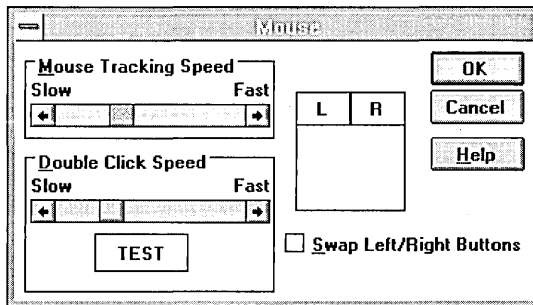 Mouse
Mouse Tracking Speed
Slow Fast
Double Click Speed
Slow Fast
TEST
L R
Swap Left/Right Buttons
OK
Cancel
Help